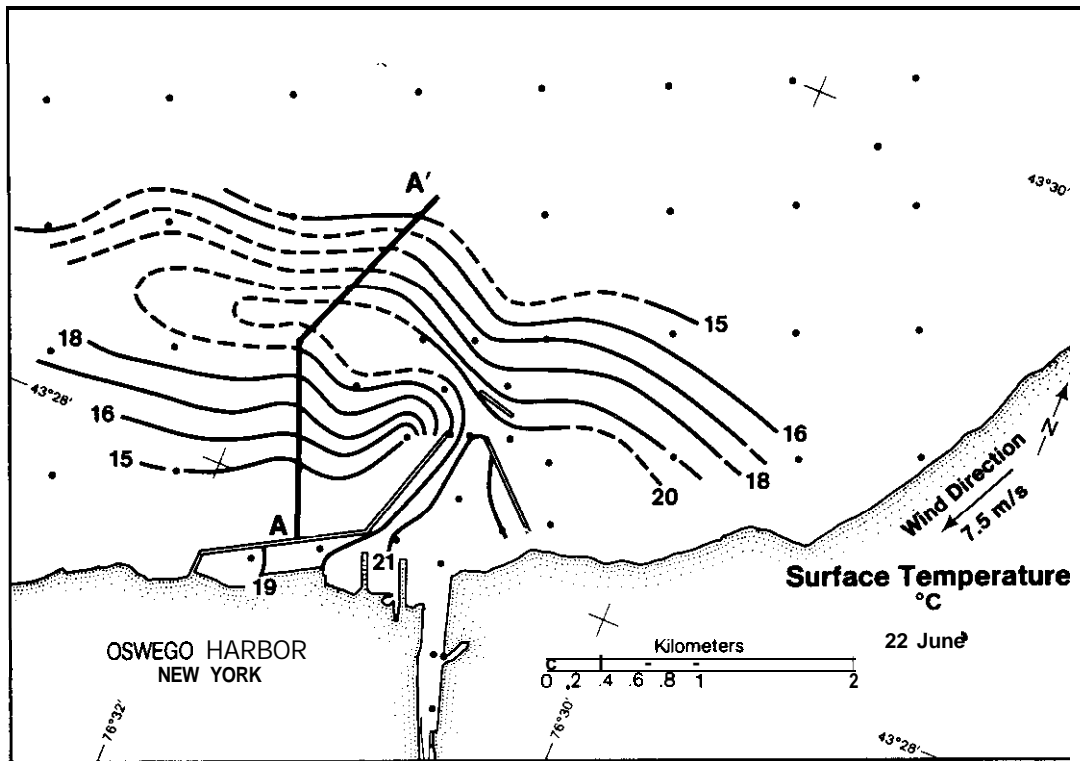 A'
43°30'
15
18
43°28'
16
16
15
18
20
A
21
19
N
Wind Direction
7.5 m/s
Surface Temperature
°C
22 June
OSWEGO HARBOR
NEW YORK
Kilometers
0 .2 .4 .6 .8 1 2
76°32'
76°30'
43°28'